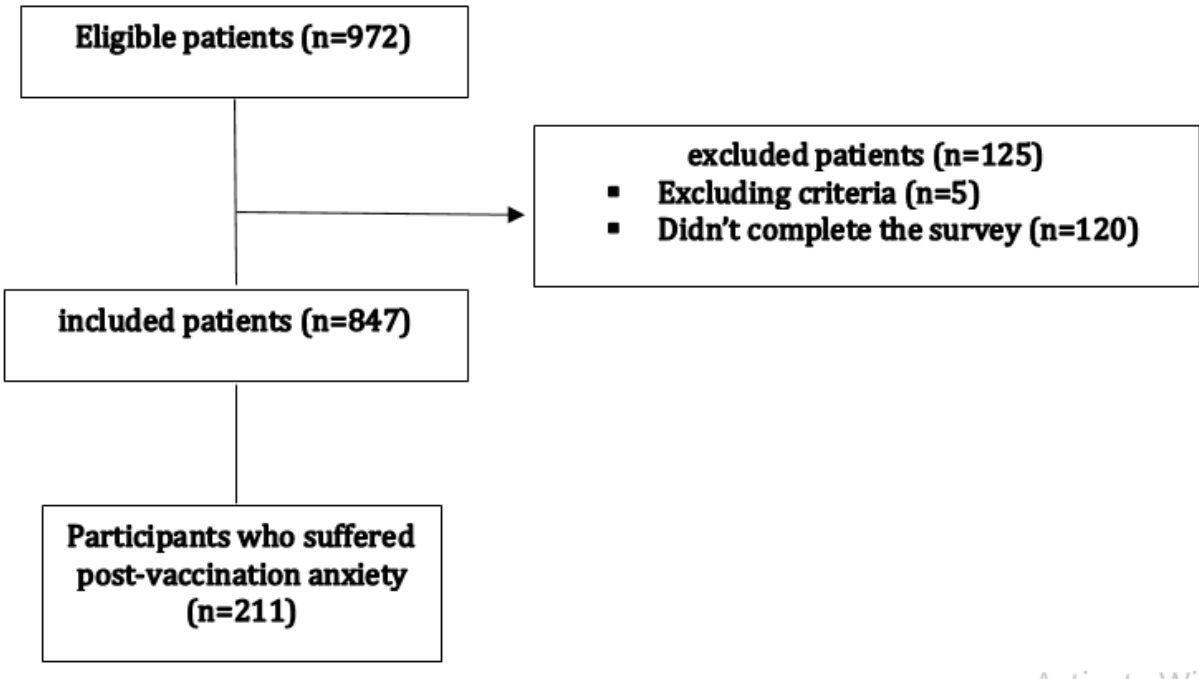 Eligible patients (n=972)
excluded patients (n=125)
▪ Excluding criteria (n=5)
▪ Didn't complete the survey (n=120)
included patients (n=847)
Participants who suffered
post-vaccination anxiety
(n=211)